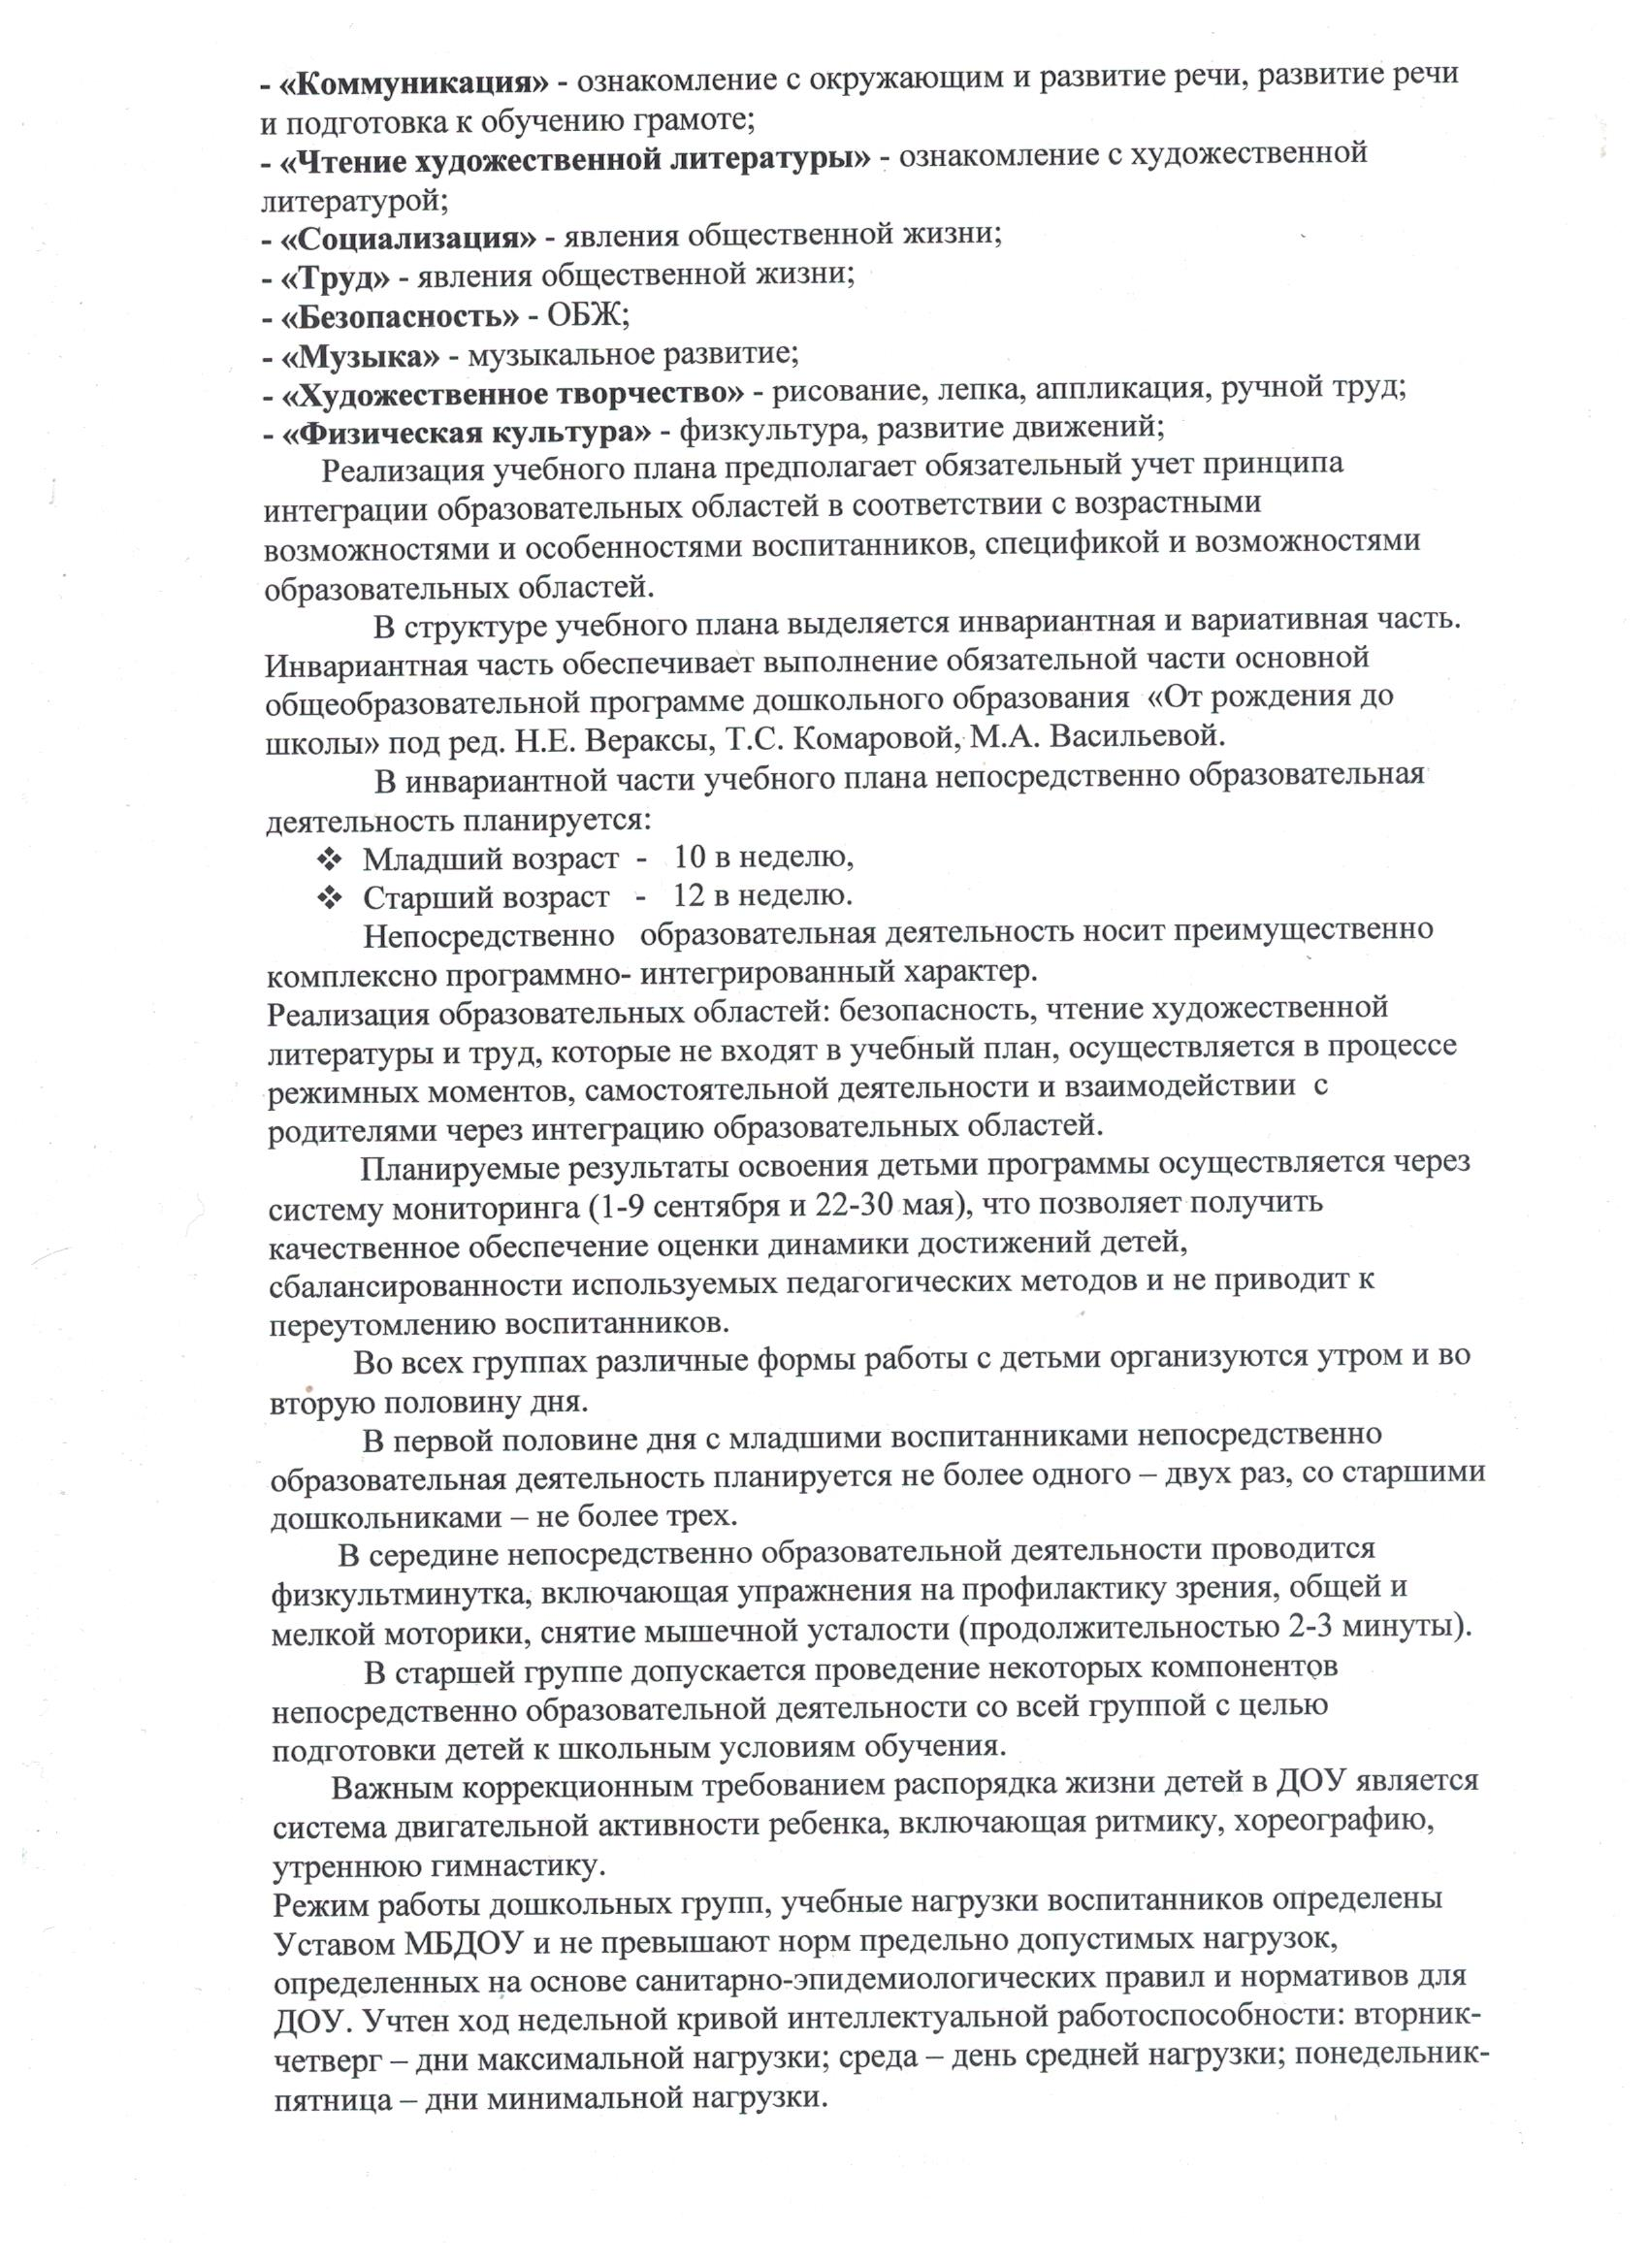 - «Коммуникация» - ознакомление с окружающим и развитие речи, развитие речи
и подготовка к обучению грамоте;
- «Чтение художественной литературы» - ознакомление с художественной
литературой;
- «Социализация» - явления общественной жизни;
- «Труд» - явления общественной жизни;
- «Безопасность» - ОБЖ;
- «Музыка» - музыкальное развитие;
- «Художественное творчество» - рисование, лепка, аппликация, ручной труд;
- «Физическая культура» - физкультура, развитие движений;
Реализация учебного плана предполагает обязательный учет принципа
интеграции образовательных областей в соответствии с возрастными
возможностями и особенностями воспитанников, спецификой и возможностями
образовательных областей.
В структуре учебного плана выделяется инвариантная и вариативная часть.
Инвариантная часть обеспечивает выполнение обязательной части основной
общеобразовательной программе дошкольного образования «От рождения до
школы» под ред. Н.Е. Вераксы, Т.С. Комаровой, М.А. Васильевой.
В инвариантной части учебного плана непосредственно образовательная
деятельность планируется:
❖ Младший возраст - 10 в неделю,
❖ Старший возраст - 12 в неделю.
Непосредственно образовательная деятельность носит преимущественно
комплексно программно- интегрированный характер.
Реализация образовательных областей: безопасность, чтение художественной
литературы и труд, которые не входят в учебный план, осуществляется в процессе
режимных моментов, самостоятельной деятельности и взаимодействии с
родителями через интеграцию образовательных областей.
Планируемые результаты освоения детьми программы осуществляется через
систему мониторинга (1-9 сентября и 22-30 мая), что позволяет получить
качественное обеспечение оценки динамики достижений детей,
сбалансированности используемых педагогических методов и не приводит к
переутомлению воспитанников.
Во всех группах различные формы работы с детьми организуются утром и во
вторую половину дня.
В первой половине дня с младшими воспитанниками непосредственно
образовательная деятельность планируется не более одного – двух раз, со старшими
дошкольниками – не более трех.
В середине непосредственно образовательной деятельности проводится
физкультминутка, включающая упражнения на профилактику зрения, общей и
мелкой моторики, снятие мышечной усталости (продолжительностью 2-3 минуты).
В старшей группе допускается проведение некоторых компонентов
непосредственно образовательной деятельности со всей группой с целью
подготовки детей к школьным условиям обучения.
Важным коррекционным требованием распорядка жизни детей в ДОУ является
система двигательной активности ребенка, включающая ритмику, хореографию,
утреннюю гимнастику.
Режим работы дошкольных групп, учебные нагрузки воспитанников определены
Уставом МБДОУ и не превышают норм предельно допустимых нагрузок,
определенных на основе санитарно-эпидемиологических правил и нормативов для
ДОУ. Учтен ход недельной кривой интеллектуальной работоспособности: вторник-
четверг – дни максимальной нагрузки; среда – день средней нагрузки; понедельник-
пятница – дни минимальной нагрузки.